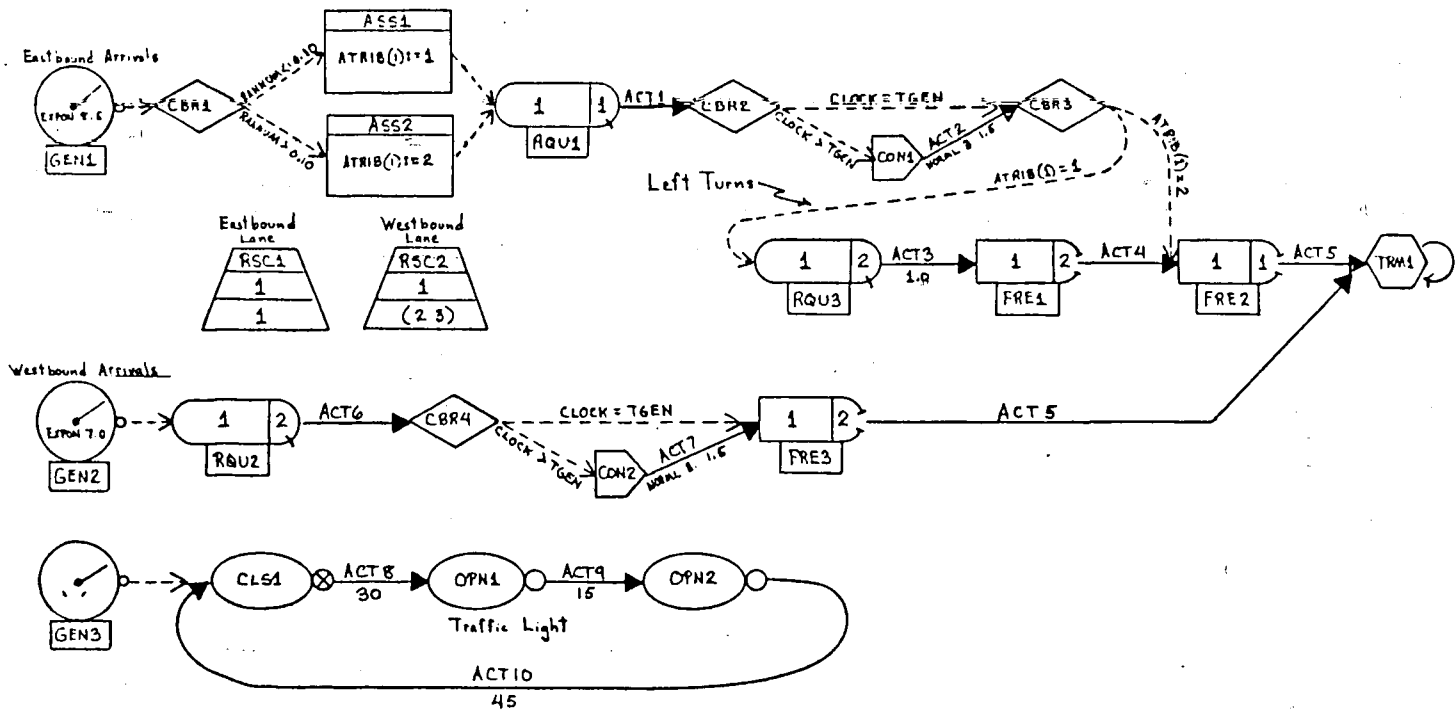 Eastbound Arrivals
GEN1
CBR1
RANNUM > 0.10
ASS1
ATRIB(1):=1
ASS2
ATRIB(1):=2
1 1
RQU1
ACT1
CBR2
CLOCK=TGEN
CLOCK > TGEN
CON1
ACT2
CBR3
ATRIB(1)=1
ATRIB(1)=2
Left Turns
Eastbound
Lane
RSC1
1
1
Westbound
Lane
RSC2
1
(2 3)
1 2
RQU3
ACT3
1 2
FRE1
ACT4
1 1
FRE2
ACT5
TRM1
Westbound Arrivals
GEN2
1 2
RQU2
ACT6
CBR4
CLOCK = TGEN
CLOCK > TGEN
CON2
ACT7
1 2
FRE3
ACT5
GEN3
CLS1
ACT8
30
OPN1
ACT9
15
OPN2
Traffic Light
ACT10
45